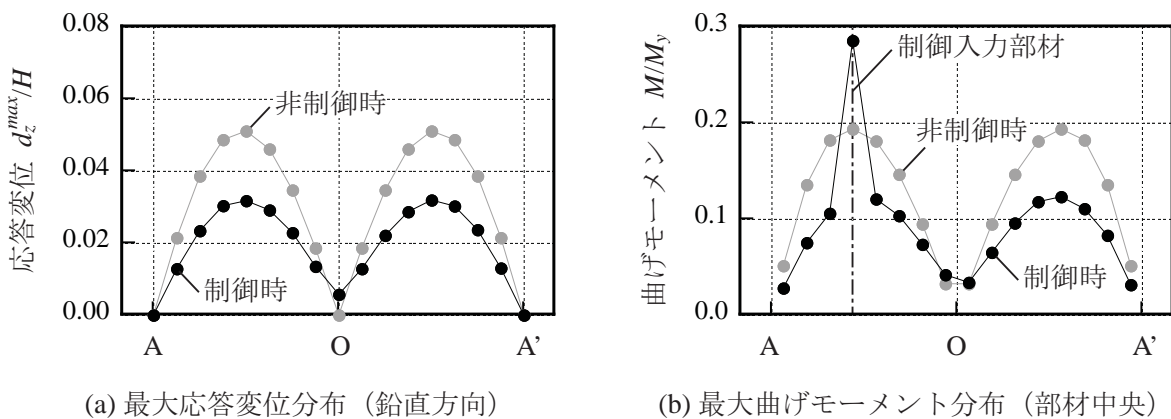 応答変位 d_z^{max}/H
0.08
0.06
0.04
0.02
0.00
非制御時
制御時
A
O
A'
(a) 最大応答変位分布（鉛直方向）
曲げモーメント M/M_y
0.3
0.2
0.1
0.0
制御入力部材
非制御時
制御時
A
O
A'
(b) 最大曲げモーメント分布（部材中央）